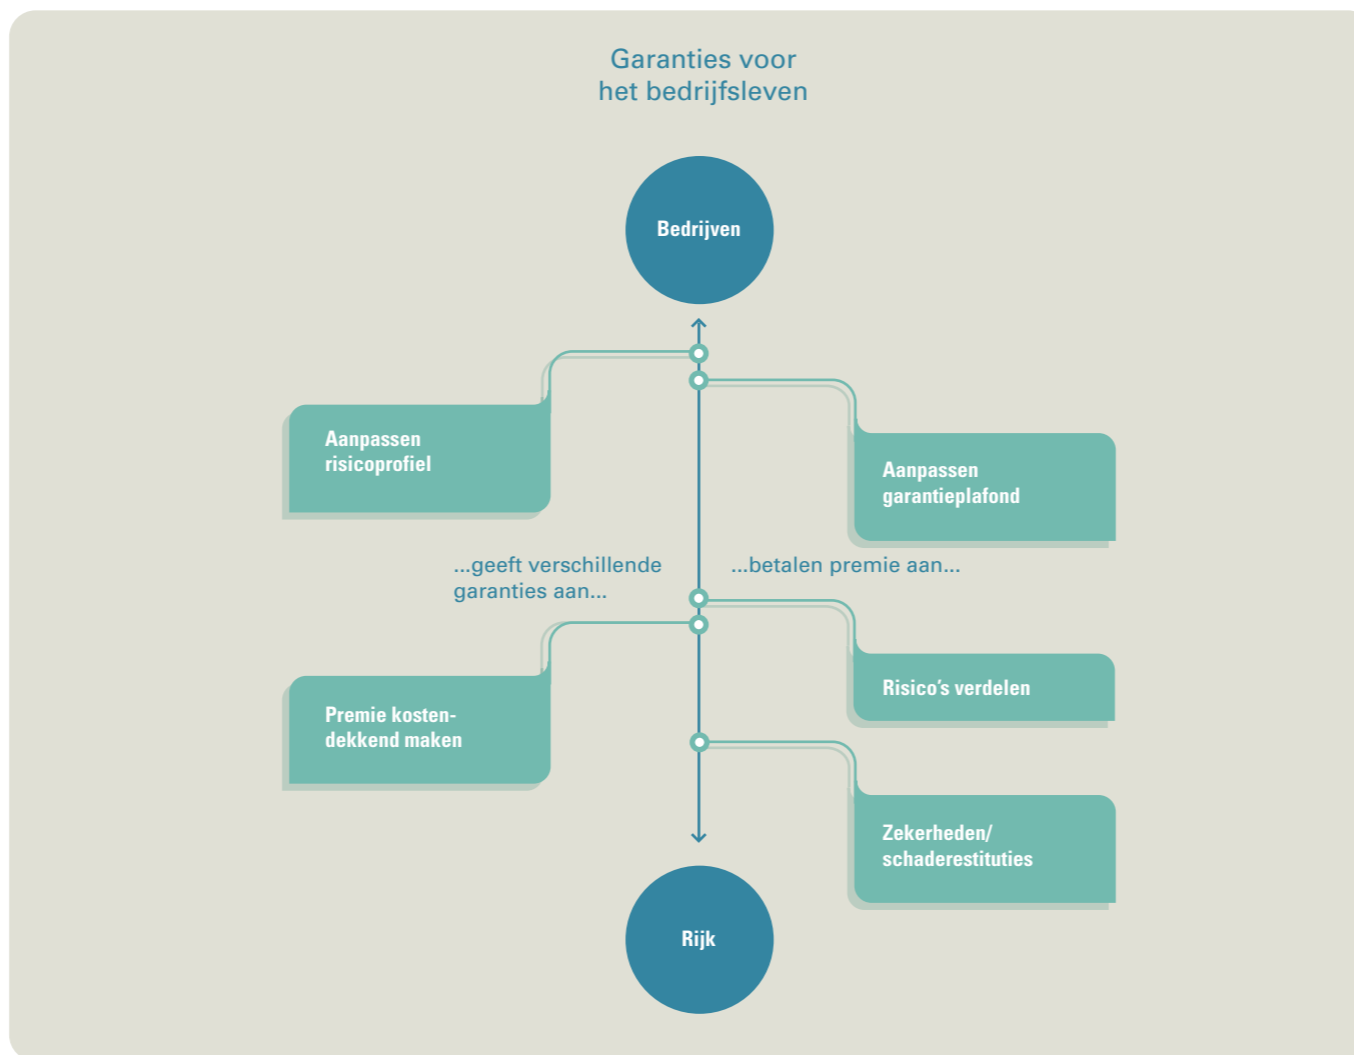 Garanties voor
het bedrijfsleven
Bedrijven
Aanpassen
risicoprofiel
Aanpassen
garantieplafond
...geeft verschillende
garanties aan...
...betalen premie aan...
Risico's verdelen
Premie kosten-
dekkend maken
Zekerheden/
schaderestituties
Rijk